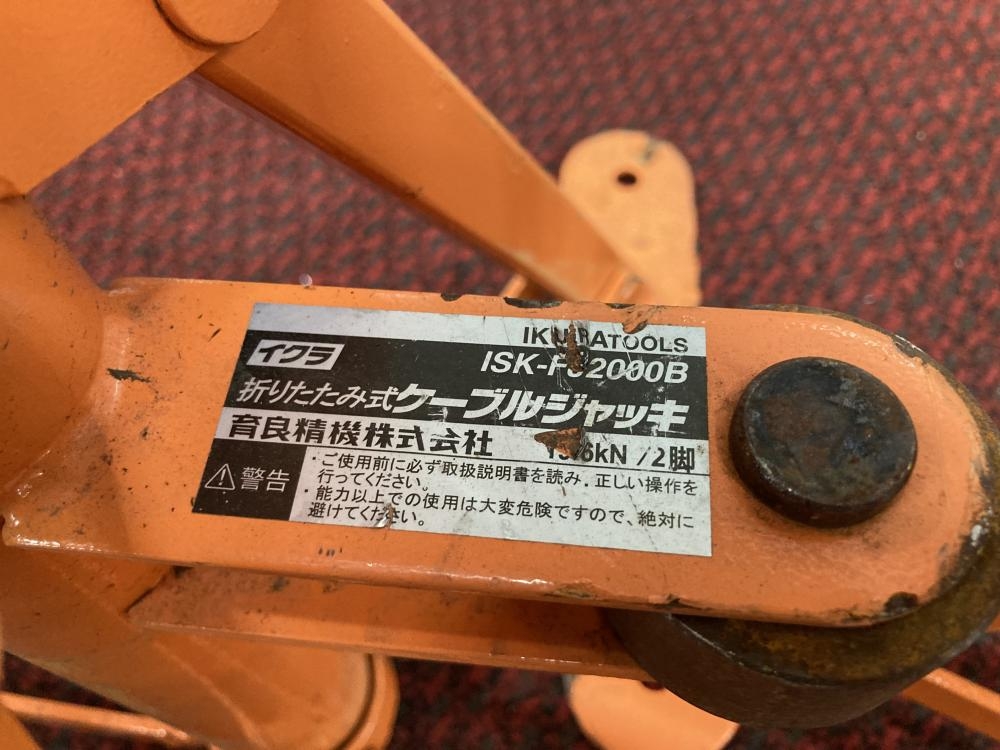 IKURATOOLS
イクラ
ISK-FJ2000B
折りたたみ式ケーブルジャッキ
育良精機株式会社
/2脚
警告
・ご使用前に必ず取扱説明書を読み、正しい操作を
行ってください。
・能力以上での使用は大変危険ですので、絶対に
避けてください。